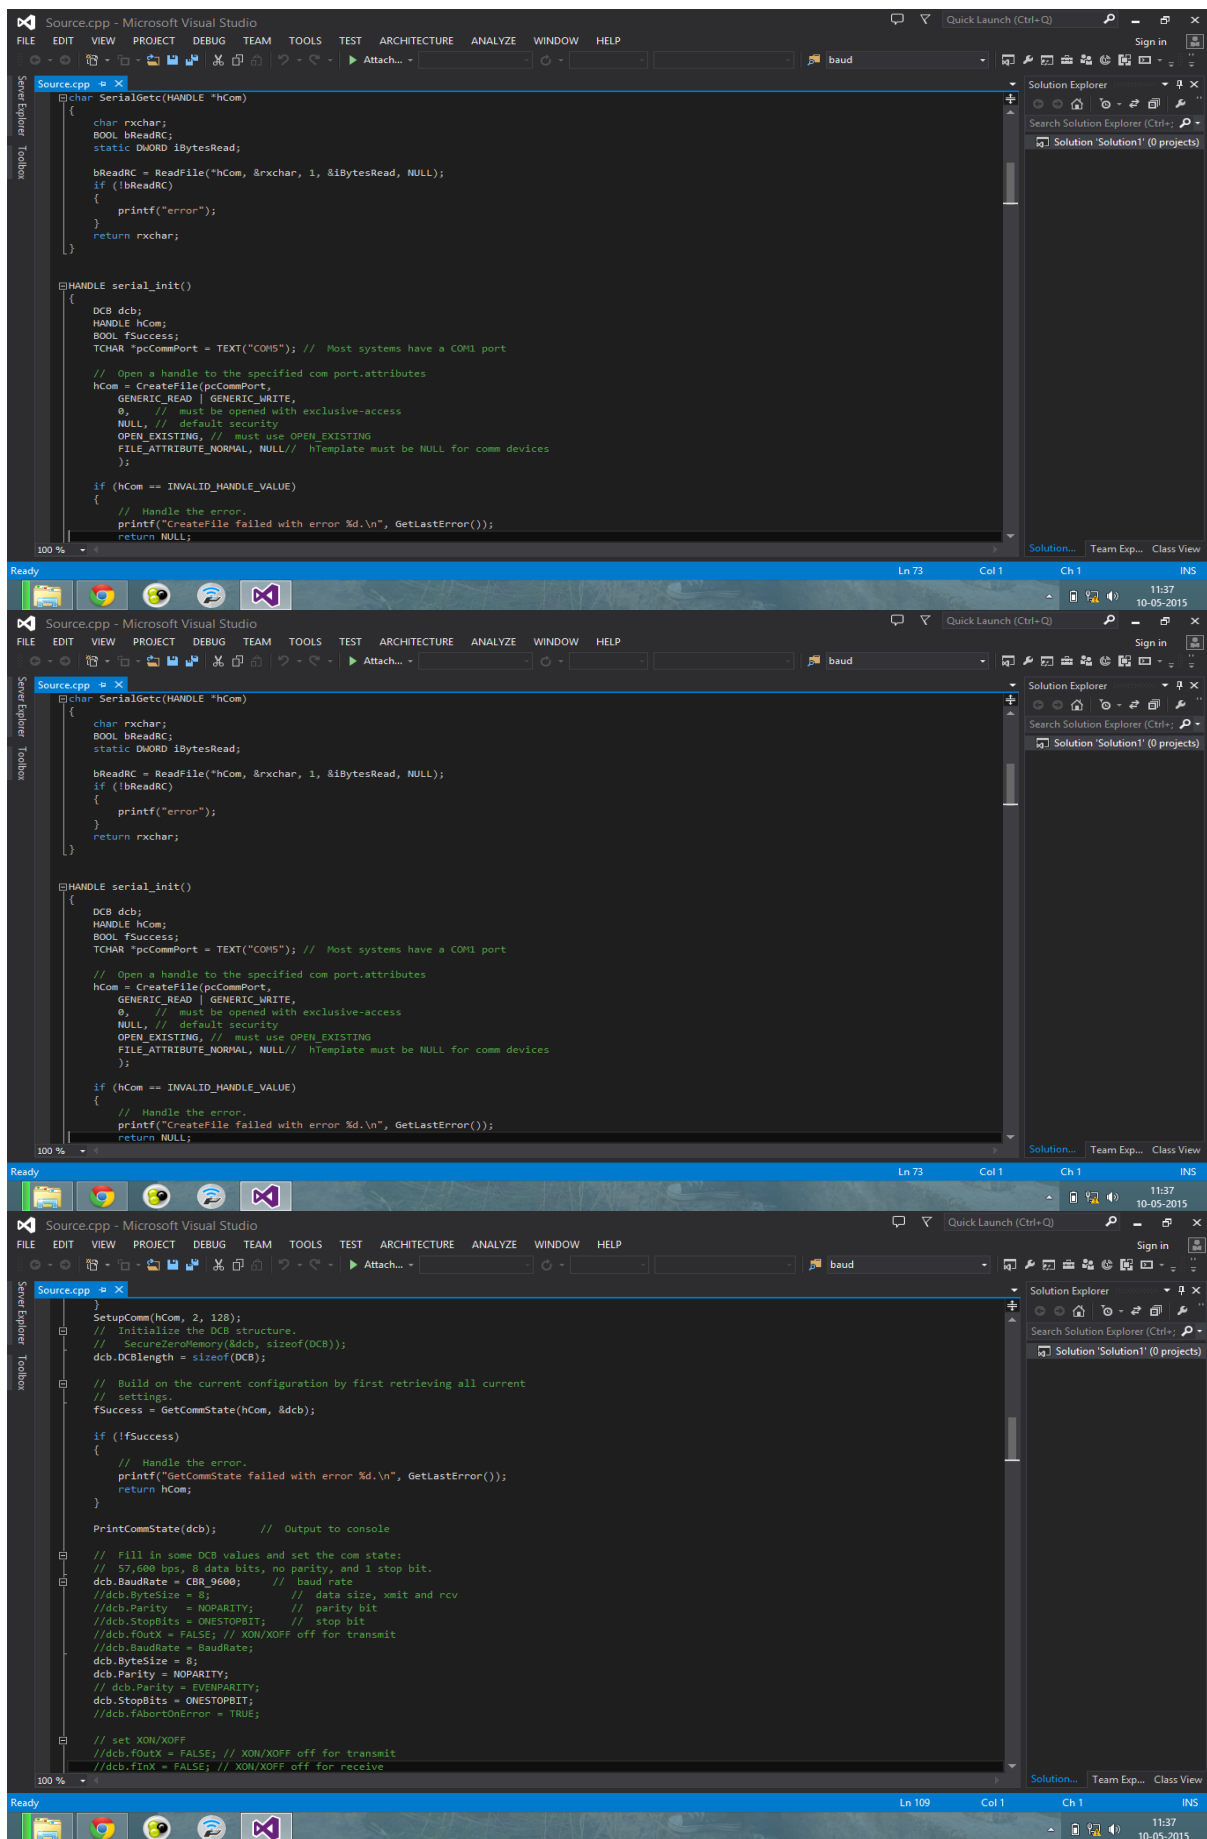 Source.cpp - Microsoft Visual Studio
Quick Launch (Ctrl+Q)
FILE EDIT VIEW PROJECT DEBUG TEAM TOOLS TEST ARCHITECTURE ANALYZE WINDOW HELP
Sign in
Attach...
baud
Server Explorer
Toolbox
Source.cpp
char SerialGetc(HANDLE *hCom)
{
char rxchar;
BOOL bReadRC;
static DWORD iBytesRead;
bReadRC = ReadFile(*hCom, &rxchar, 1, &iBytesRead, NULL);
if (!bReadRC)
{
printf("error");
}
return rxchar;
}
HANDLE serial_init()
{
DCB dcb;
HANDLE hCom;
BOOL fSuccess;
TCHAR *pcCommPort = TEXT("COM5"); //  Most systems have a COM1 port
//  Open a handle to the specified com port.attributes
hCom = CreateFile(pcCommPort,
GENERIC_READ | GENERIC_WRITE,
0,    //  must be opened with exclusive-access
NULL, //  default security
OPEN_EXISTING, //  must use OPEN_EXISTING
FILE_ATTRIBUTE_NORMAL, NULL//  hTemplate must be NULL for comm devices
);
if (hCom == INVALID_HANDLE_VALUE)
{
//  Handle the error.
printf("CreateFile failed with error %d.\n", GetLastError());
return NULL;
100 %
Solution Explorer
Search Solution Explorer (Ctrl+;
Solution 'Solution1' (0 projects)
Solution... Team Exp... Class View
Ready Ln 73 Col 1 Ch 1 INS
11:37
10-05-2015
Source.cpp - Microsoft Visual Studio
Quick Launch (Ctrl+Q)
FILE EDIT VIEW PROJECT DEBUG TEAM TOOLS TEST ARCHITECTURE ANALYZE WINDOW HELP
Sign in
Attach...
baud
Server Explorer
Toolbox
Source.cpp
char SerialGetc(HANDLE *hCom)
{
char rxchar;
BOOL bReadRC;
static DWORD iBytesRead;
bReadRC = ReadFile(*hCom, &rxchar, 1, &iBytesRead, NULL);
if (!bReadRC)
{
printf("error");
}
return rxchar;
}
HANDLE serial_init()
{
DCB dcb;
HANDLE hCom;
BOOL fSuccess;
TCHAR *pcCommPort = TEXT("COM5"); //  Most systems have a COM1 port
//  Open a handle to the specified com port.attributes
hCom = CreateFile(pcCommPort,
GENERIC_READ | GENERIC_WRITE,
0,    //  must be opened with exclusive-access
NULL, //  default security
OPEN_EXISTING, //  must use OPEN_EXISTING
FILE_ATTRIBUTE_NORMAL, NULL//  hTemplate must be NULL for comm devices
);
if (hCom == INVALID_HANDLE_VALUE)
{
//  Handle the error.
printf("CreateFile failed with error %d.\n", GetLastError());
return NULL;
100 %
Solution Explorer
Search Solution Explorer (Ctrl+;
Solution 'Solution1' (0 projects)
Solution... Team Exp... Class View
Ready Ln 73 Col 1 Ch 1 INS
11:37
10-05-2015
Source.cpp - Microsoft Visual Studio
Quick Launch (Ctrl+Q)
FILE EDIT VIEW PROJECT DEBUG TEAM TOOLS TEST ARCHITECTURE ANALYZE WINDOW HELP
Sign in
Attach...
baud
Server Explorer
Toolbox
Source.cpp
}
SetupComm(hCom, 2, 128);
//  Initialize the DCB structure.
//   SecureZeroMemory(&dcb, sizeof(DCB));
dcb.DCBlength = sizeof(DCB);
//  Build on the current configuration by first retrieving all current
//  settings.
fSuccess = GetCommState(hCom, &dcb);
if (!fSuccess)
{
//  Handle the error.
printf("GetCommState failed with error %d.\n", GetLastError());
return hCom;
}
PrintCommState(dcb);       //  Output to console
//  Fill in some DCB values and set the com state:
//  57,600 bps, 8 data bits, no parity, and 1 stop bit.
dcb.BaudRate = CBR_9600;     //  baud rate
//dcb.ByteSize = 8;             //  data size, xmit and rcv
//dcb.Parity   = NOPARITY;      //  parity bit
//dcb.StopBits = ONESTOPBIT;    //  stop bit
//dcb.fOutX = FALSE; // XON/XOFF off for transmit
//dcb.BaudRate = BaudRate;
dcb.ByteSize = 8;
dcb.Parity = NOPARITY;
// dcb.Parity = EVENPARITY;
dcb.StopBits = ONESTOPBIT;
//dcb.fAbortOnError = TRUE;
// set XON/XOFF
//dcb.fOutX = FALSE; // XON/XOFF off for transmit
//dcb.fInX = FALSE; // XON/XOFF off for receive
100 %
Solution Explorer
Search Solution Explorer (Ctrl+;
Solution 'Solution1' (0 projects)
Solution... Team Exp... Class View
Ready Ln 109 Col 1 Ch 1 INS
11:37
10-05-2015